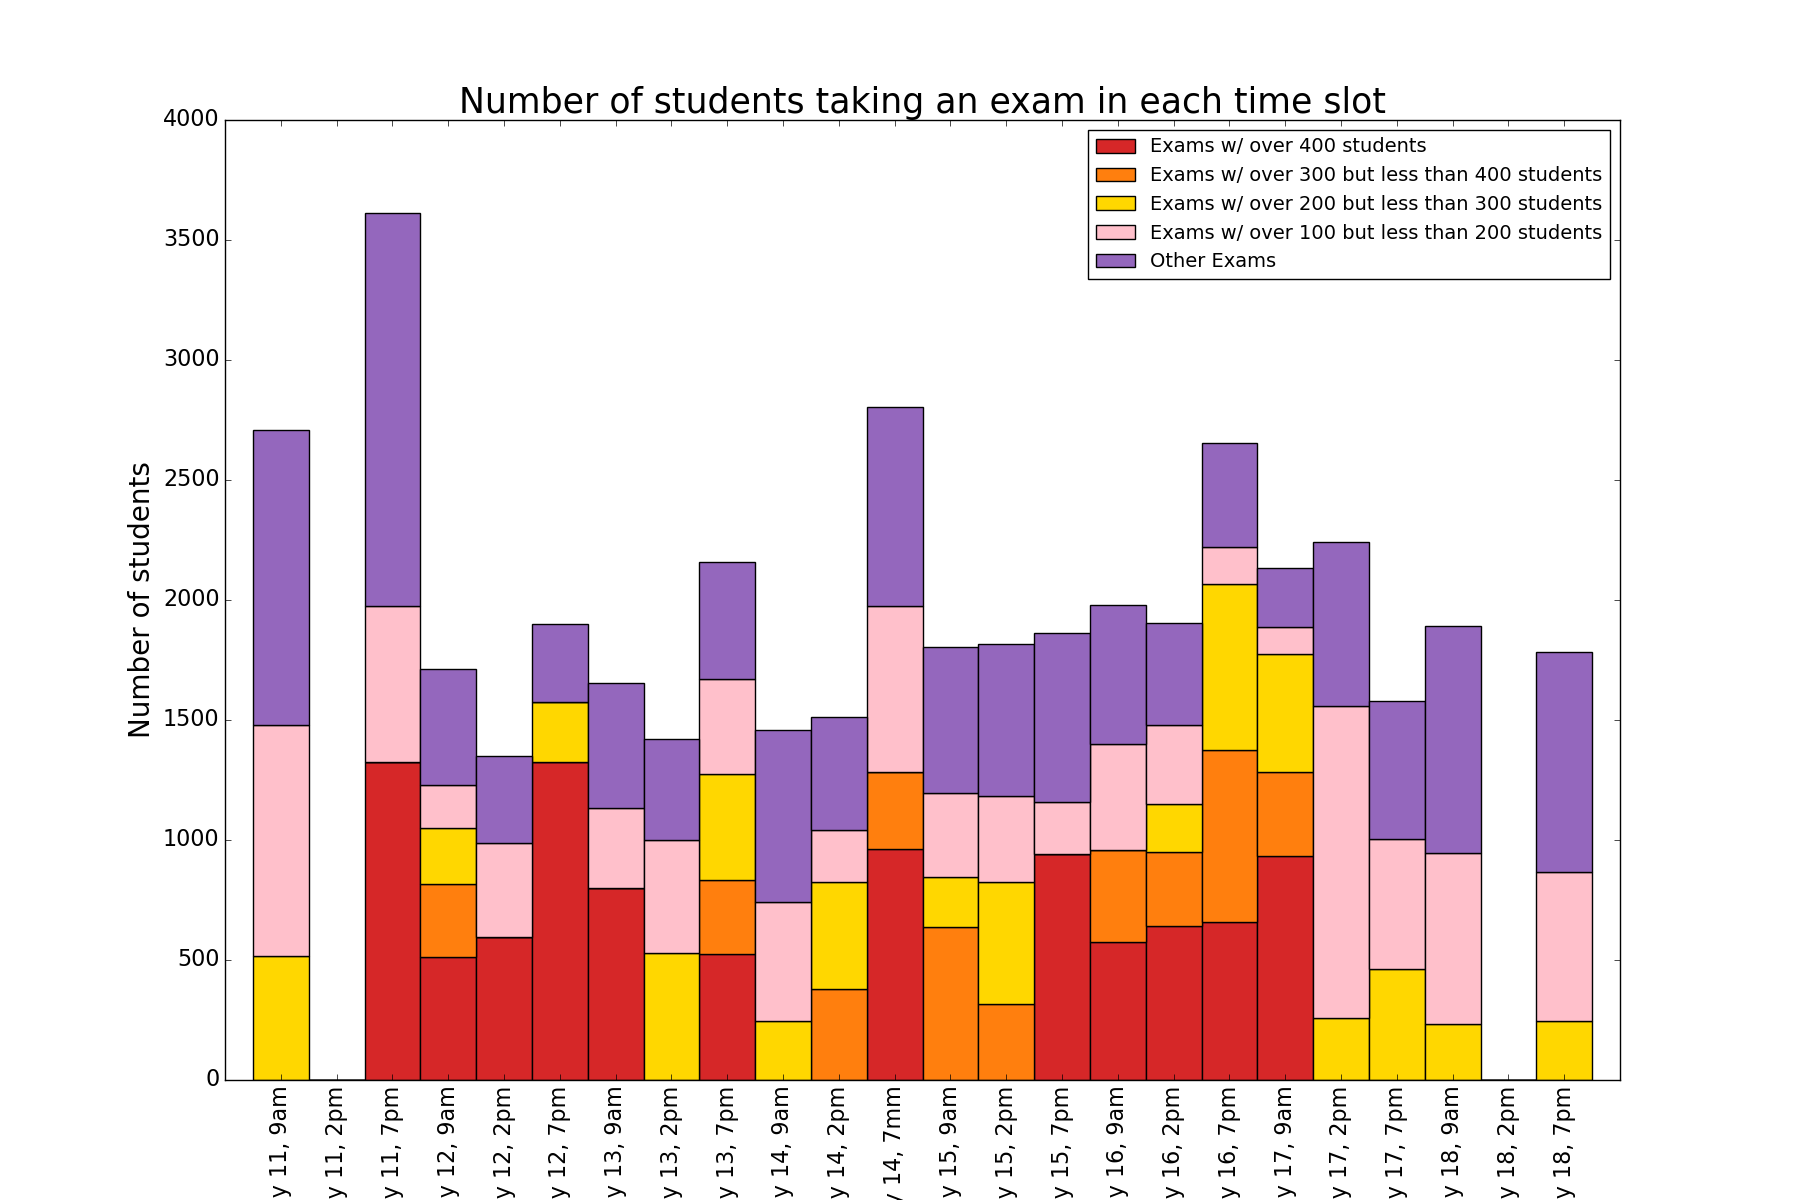 Number of students taking an exam in each time slot
4000
3500
3000
2500
2000
1500
1000
500
0
Number of students
Exams w/ over 400 students
Exams w/ over 300 but less than 400 students
Exams w/ over 200 but less than 300 students
Exams w/ over 100 but less than 200 students
Other Exams
y 11, 9am
y 11, 2pm
y 11, 7pm
y 12, 9am
y 12, 2pm
y 12, 7pm
y 13, 9am
y 13, 2pm
y 13, 7pm
y 14, 9am
y 14, 2pm
y 14, 7mm
y 15, 9am
y 15, 2pm
y 15, 7pm
y 16, 9am
y 16, 2pm
y 16, 7pm
y 17, 9am
y 17, 2pm
y 17, 7pm
y 18, 9am
y 18, 2pm
y 18, 7pm